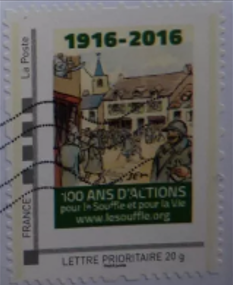 1916-2016
La Poste
100 ANS D'ACTIONS
pour le Souffle et pour la Vie
www.lesouffle.org
FRANCE
LETTRE PRIORITAIRE 20 g